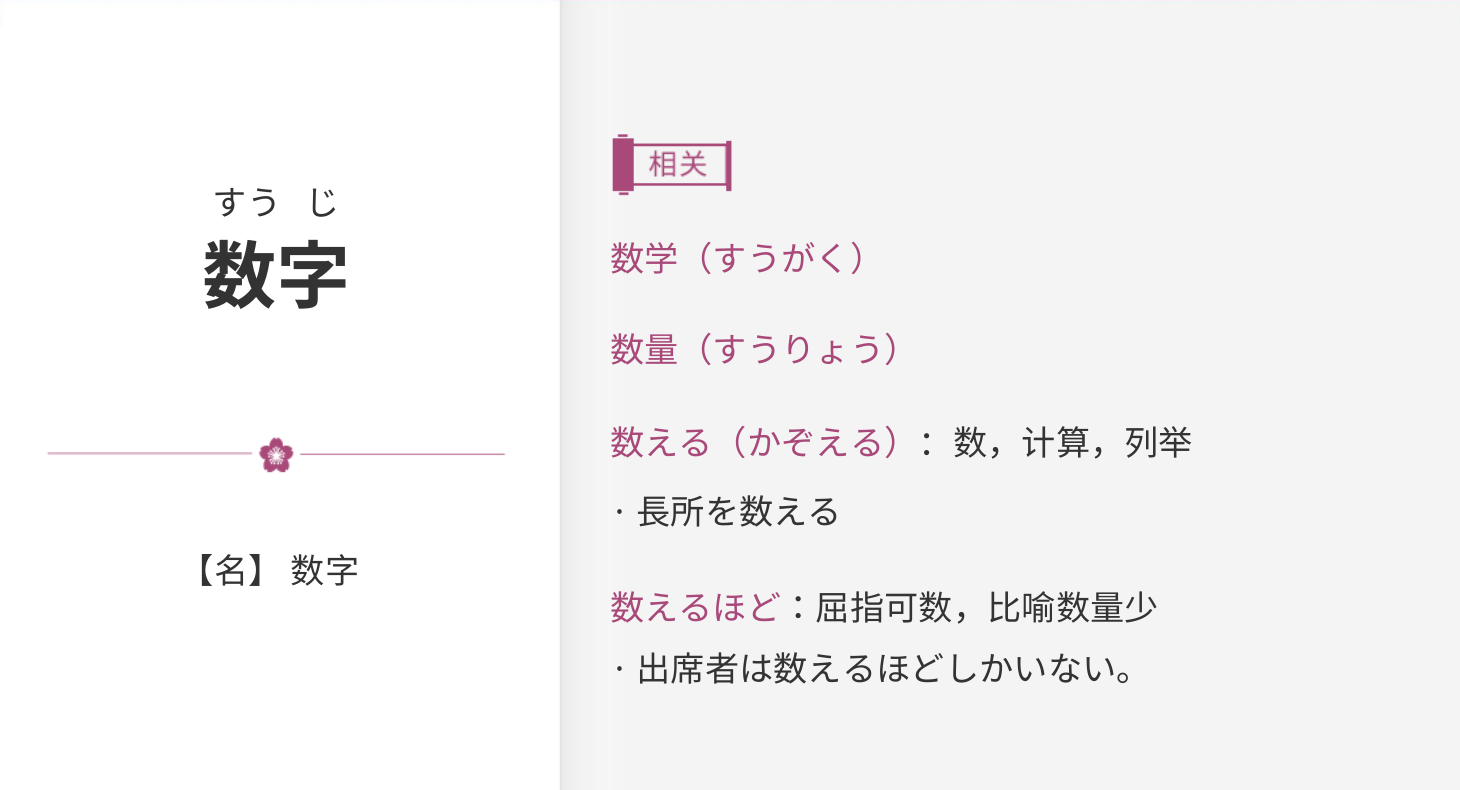 すう じ
数字
【名】 数字
相关
数学（すうがく）
数量（すうりょう）
数える（かぞえる）：数，计算，列举
· 長所を数える
数えるほど：屈指可数，比喻数量少
· 出席者は数えるほどしかいない。